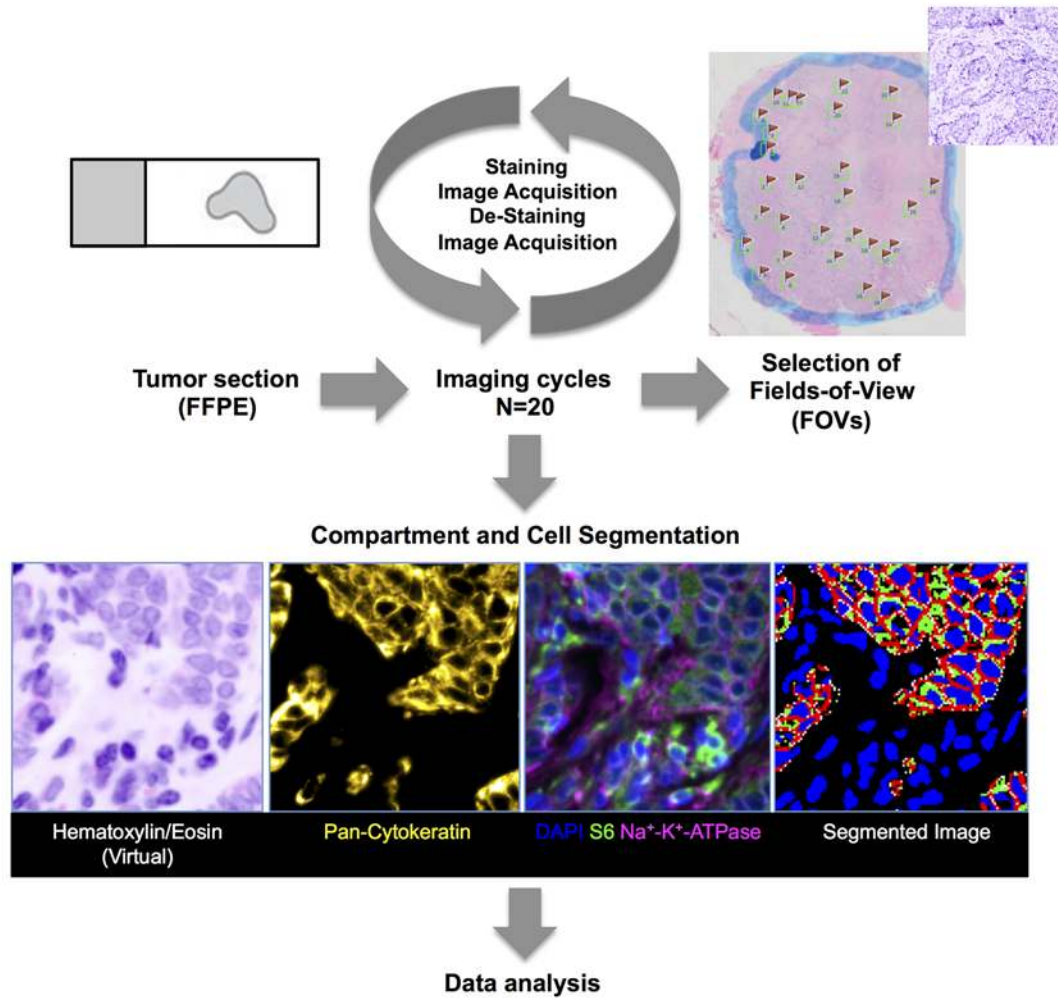 Staining
Image Acquisition
De-Staining
Image Acquisition
Tumor section
(FFPE)
Imaging cycles
N=20
Selection of
Fields-of-View
(FOVs)
Compartment and Cell Segmentation
Hematoxylin/Eosin
(Virtual)
Pan-Cytokeratin
DAPI S6 Na⁺-K⁺-ATPase
Segmented Image
Data analysis